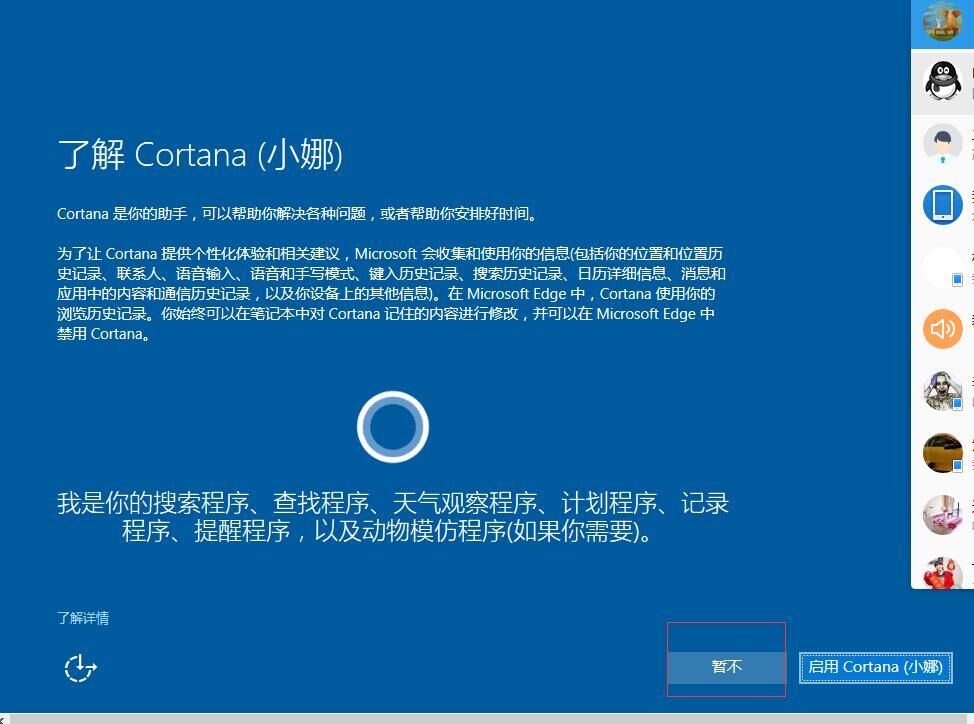 了解 Cortana (小娜)
Cortana 是你的助手，可以帮助你解决各种问题，或者帮助你安排好时间。
为了让 Cortana 提供个性化体验和相关建议，Microsoft 会收集和使用你的信息(包括你的位置和位置历
史记录、联系人、语音输入、语音和手写模式、键入历史记录、搜索历史记录、日历详细信息、消息和
应用中的内容和通信历史记录，以及你设备上的其他信息)。在 Microsoft Edge 中，Cortana 使用你的
浏览历史记录。你始终可以在笔记本中对 Cortana 记住的内容进行修改，并可以在 Microsoft Edge 中
禁用 Cortana。
我是你的搜索程序、查找程序、天气观察程序、计划程序、记录
程序、提醒程序，以及动物模仿程序(如果你需要)。
了解详情
暂不
启用 Cortana (小娜)